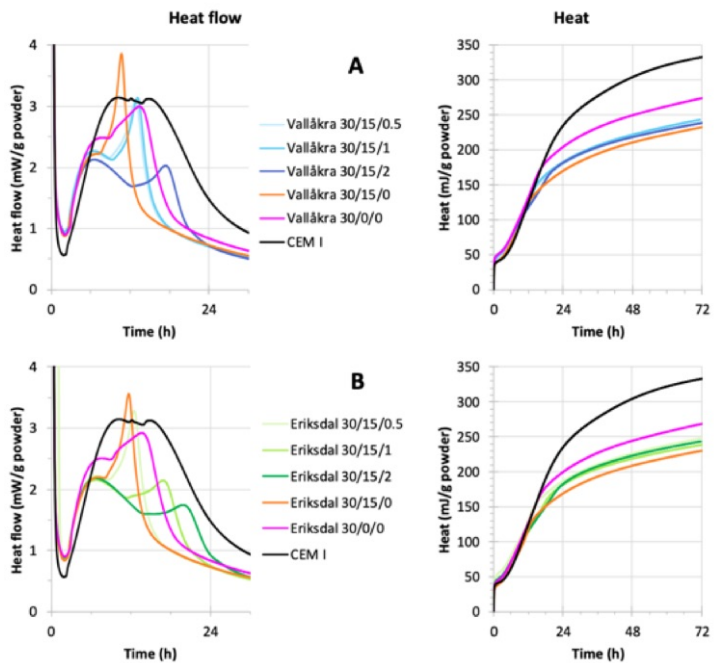 Heat flow
Heat
A
Heat flow (mW/g powder)
4
3
2
1
0
0
24
Time (h)
Vallåkra 30/15/0.5
Vallåkra 30/15/1
Vallåkra 30/15/2
Vallåkra 30/15/0
Vallåkra 30/0/0
CEM I
Heat (mJ/g powder)
350
300
250
200
150
100
50
0
0
24
48
72
Time (h)
B
Heat flow (mW/g powder)
4
3
2
1
0
0
24
Time (h)
Eriksdal 30/15/0.5
Eriksdal 30/15/1
Eriksdal 30/15/2
Eriksdal 30/15/0
Eriksdal 30/0/0
CEM I
Heat (mJ/g powder)
350
300
250
200
150
100
50
0
0
24
48
72
Time (h)